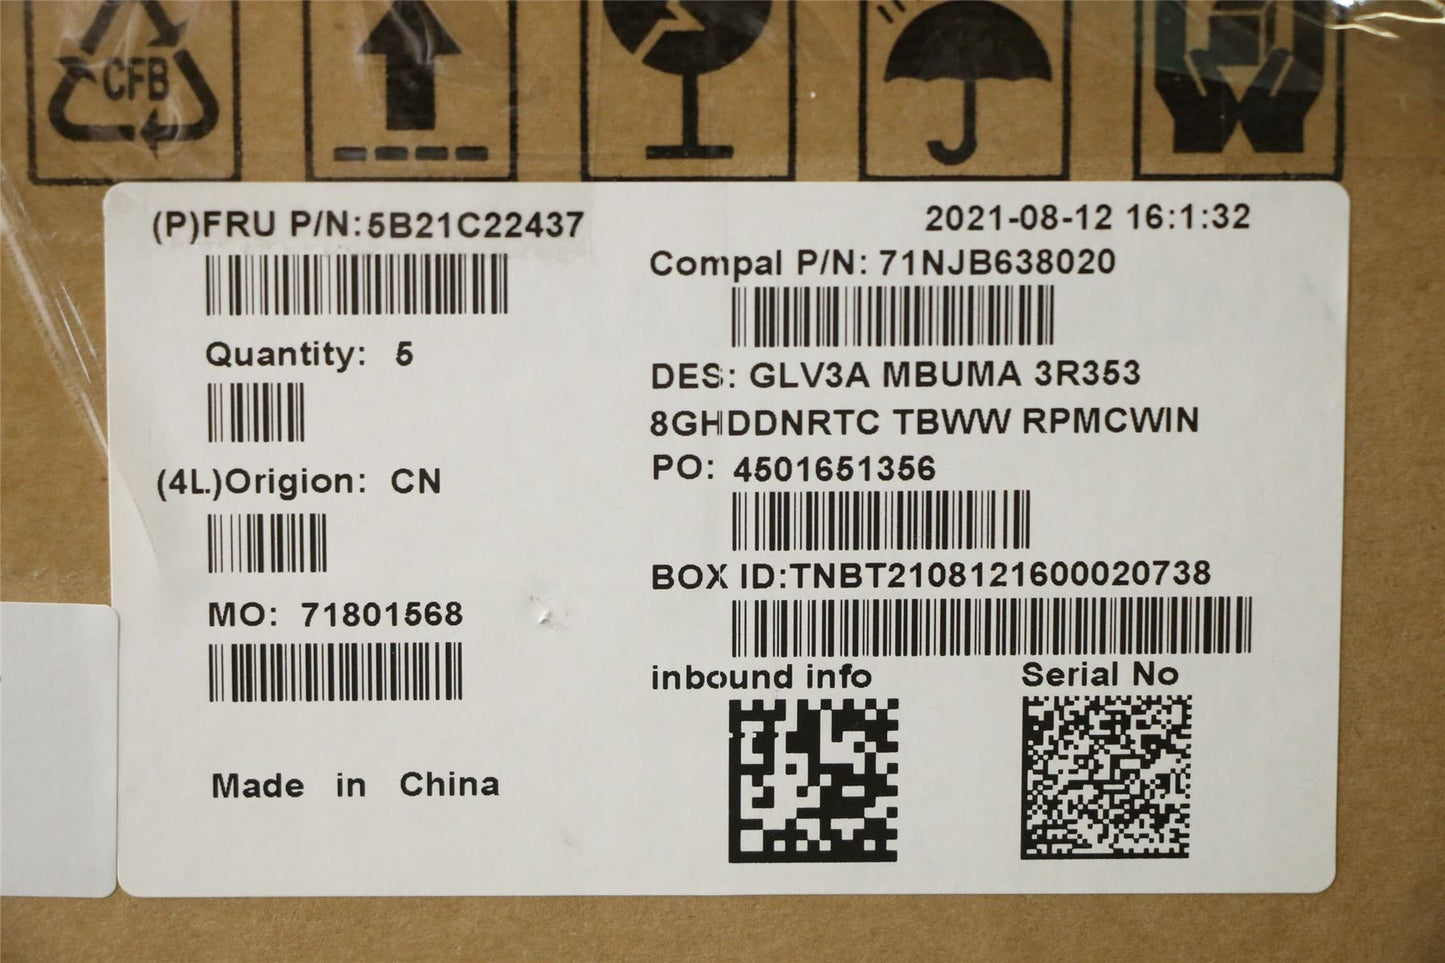 CFB
(P)FRU P/N:5B21C22437
Quantity: 5
(4L)Origion: CN
MO: 71801568
Made in China
2021-08-12 16:1:32
Compal P/N: 71NJB638020
DES: GLV3A MBUMA 3R353
8GHDDNRTC TBWW RPMCWIN
PO: 4501651356
BOX ID:TNBT2108121600020738
inbound info
Serial No